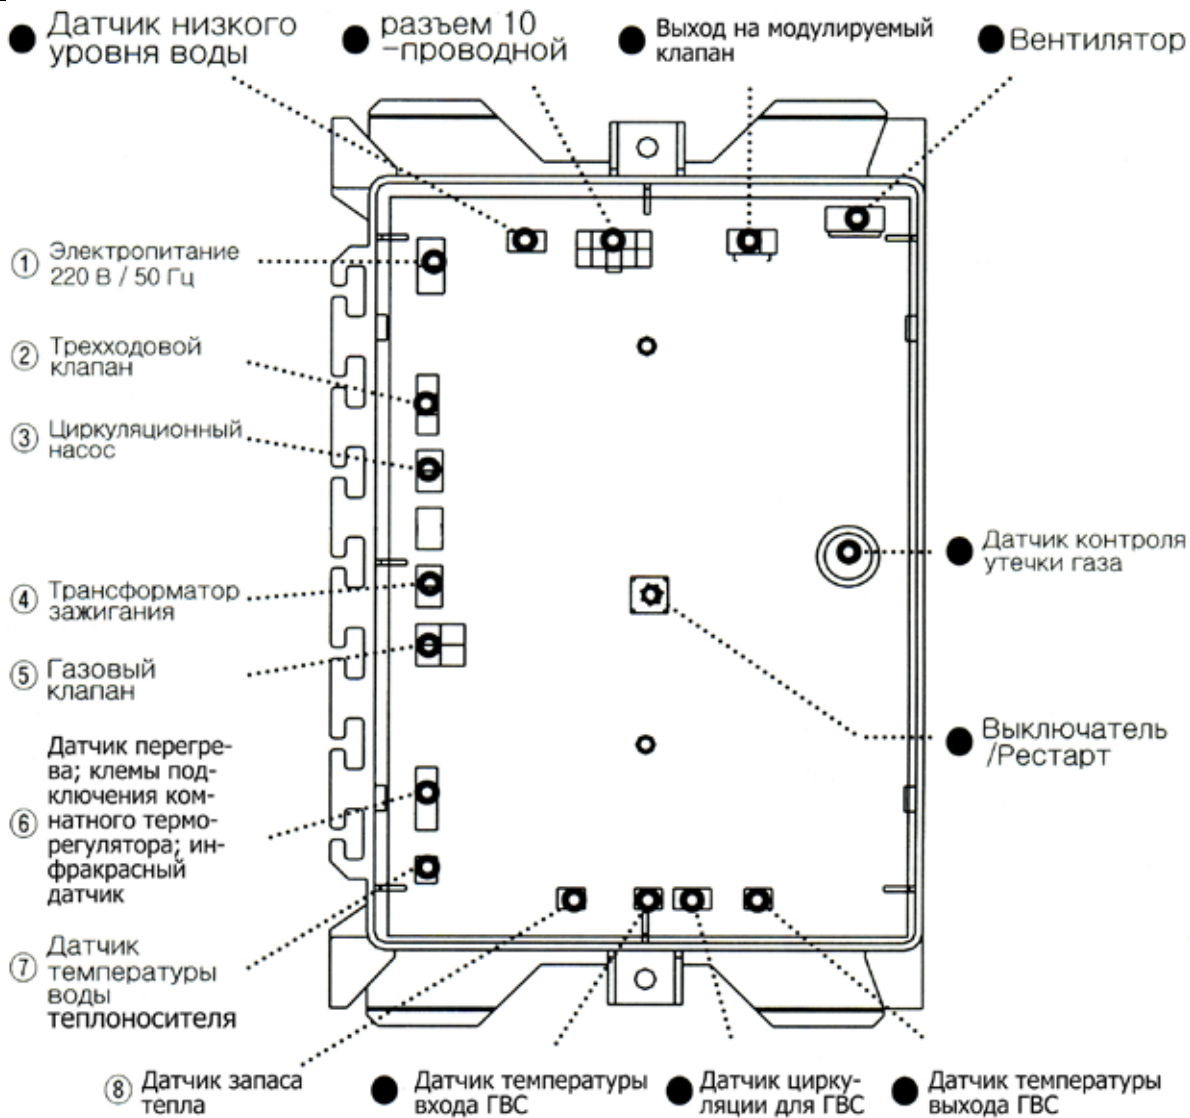 Датчик низкого
уровня воды
разъем 10
-проводной
Выход на модулируемый
клапан
Вентилятор
① Электропитание
220 В / 50 Гц
② Трехходовой
клапан
③ Циркуляционный
насос
④ Трансформатор
зажигания
⑤ Газовый
клапан
Датчик перегре-
ва; клемы под-
ключения ком-
⑥ натного термо-
регулятора; ин-
фракрасный
датчик
Датчик
⑦ температуры
воды
теплоносителя
Датчик контроля
утечки газа
Выключатель
/Рестарт
⑧ Датчик запаса
тепла
Датчик температуры
входа ГВС
Датчик цирку-
ляции для ГВС
Датчик температуры
выхода ГВС